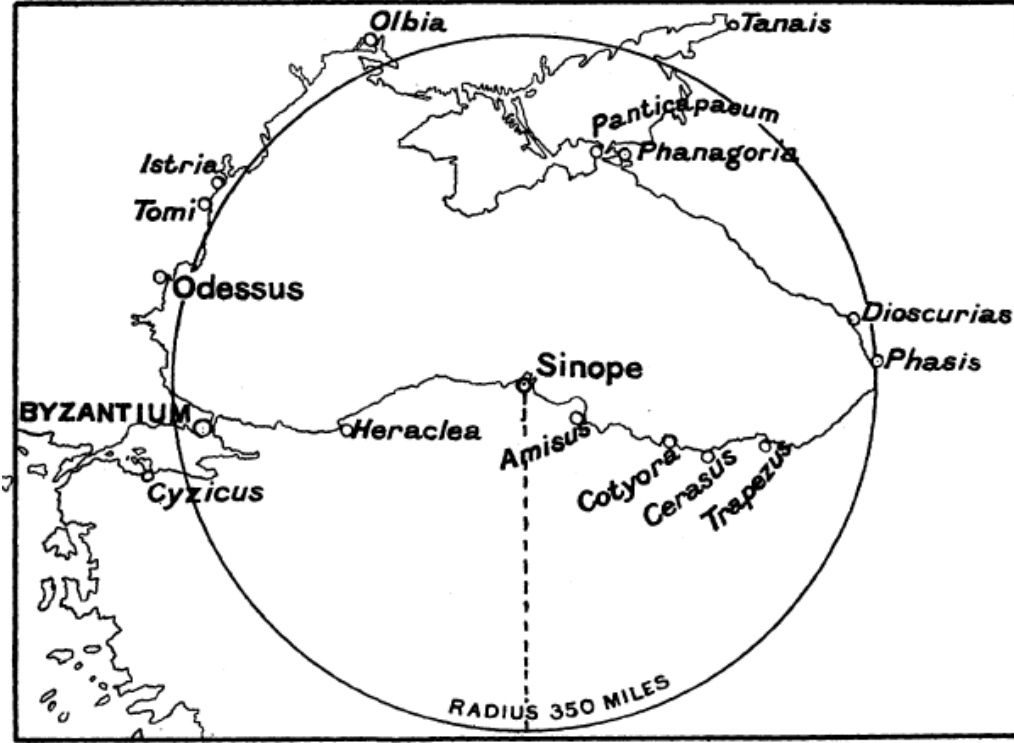 Olbia
Tanais
Panticapaeum
Phanagoria
Istria
Tomi
Odessus
Dioscurias
Phasis
Sinope
BYZANTIUM
Heraclea
Amisus
Cotyora
Cerasus
Trapezus
Cyzicus
RADIUS 350 MILES